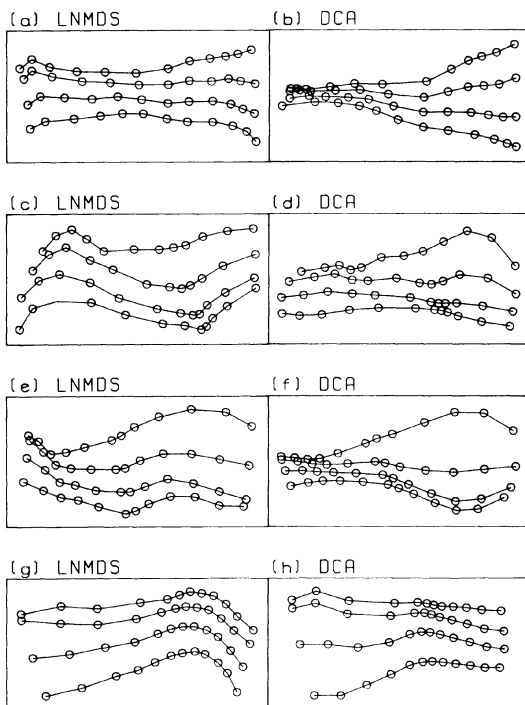 (a) LNMDS
(b) DCA
(c) LNMDS
(d) DCA
(e) LNMDS
(f) DCA
(g) LNMDS
(h) DCA